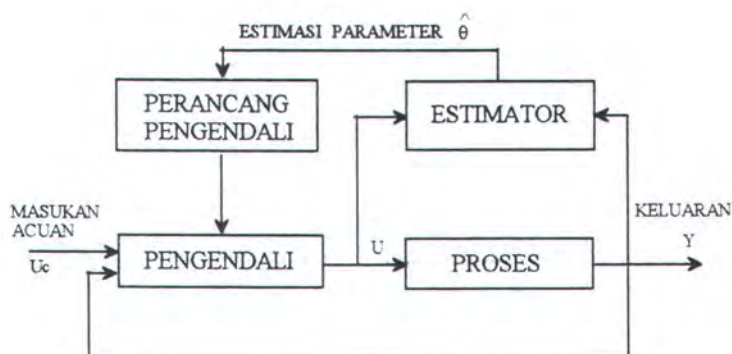 ESTIMASI PARAMETER θ̂
PERANCANG
PENGENDALI
ESTIMATOR
MASUKAN
ACUAN
Uc
PENGENDALI
U
PROSES
KELUARAN
Y